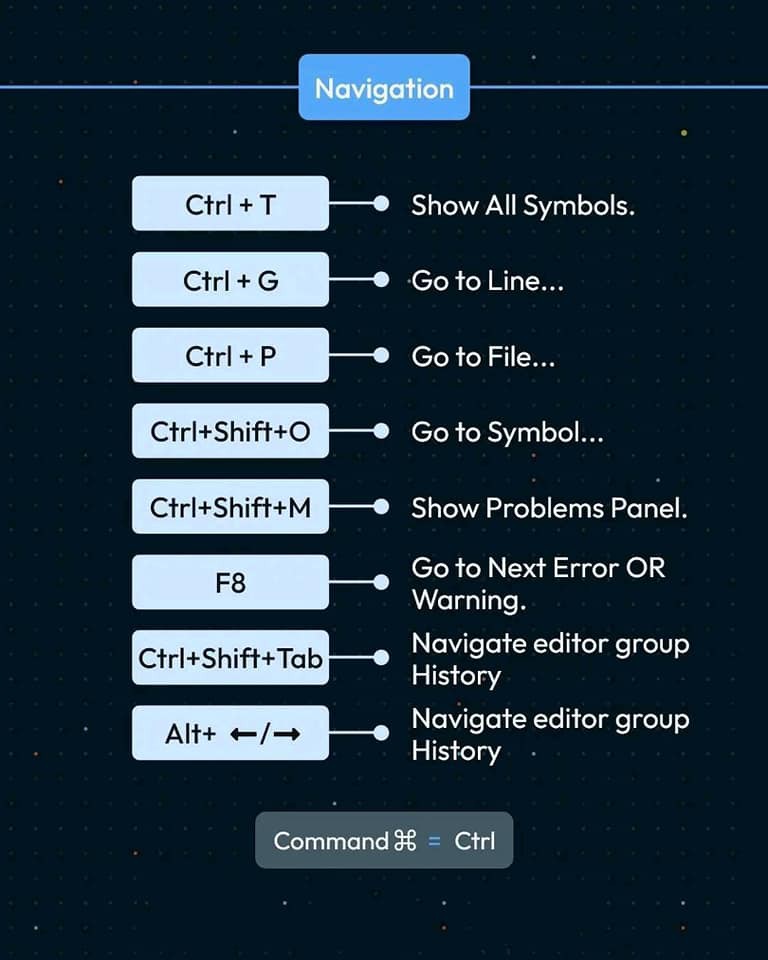 Navigation
Ctrl + T
Show All Symbols.
Ctrl + G
Go to Line...
Ctrl + P
Go to File...
Ctrl+Shift+O
Go to Symbol...
Ctrl+Shift+M
Show Problems Panel.
F8
Go to Next Error OR
Warning.
Ctrl+Shift+Tab
Navigate editor group
History
Alt+ ←/→
Navigate editor group
History
Command⌘ = Ctrl